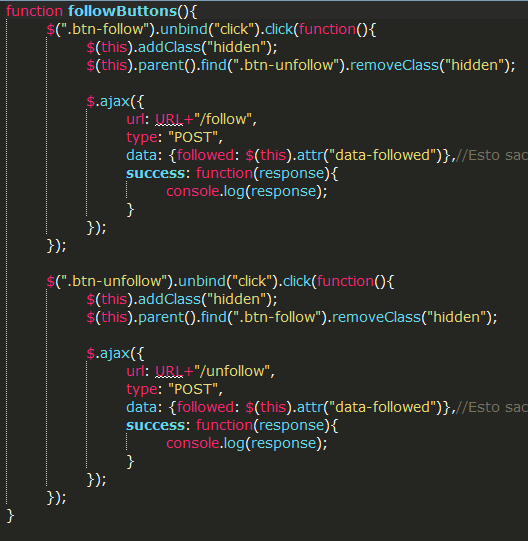 function followButtons(){
$(".btn-follow").unbind("click").click(function(){
$(this).addClass("hidden");
$(this).parent().find(".btn-unfollow").removeClass("hidden");
$.ajax({
url: URL+"/follow",
type: "POST",
data: {followed: $(this).attr("data-followed")},//Esto sac
success: function(response){
console.log(response);
}
});
});
$(".btn-unfollow").unbind("click").click(function(){
$(this).addClass("hidden");
$(this).parent().find(".btn-follow").removeClass("hidden");
$.ajax({
url: URL+"/unfollow",
type: "POST",
data: {followed: $(this).attr("data-followed")},//Esto sac
success: function(response){
console.log(response);
}
});
});
}